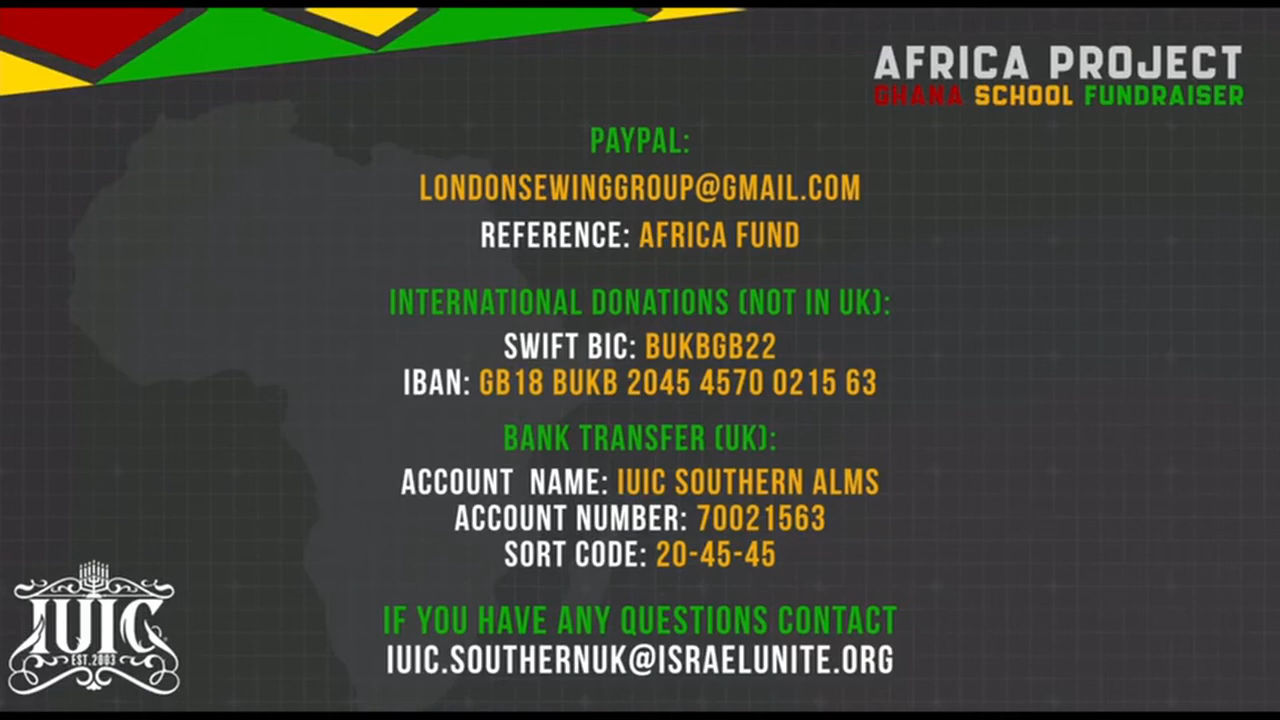 AFRICA PROJECT
GHANA SCHOOL FUNDRAISER
PAYPAL:
LONDONSEWINGGROUP@GMAIL.COM
REFERENCE: AFRICA FUND
INTERNATIONAL DONATIONS (NOT IN UK):
SWIFT BIC: BUKBGB22
IBAN: GB18 BUKB 2045 4570 0215 63
BANK TRANSFER (UK):
ACCOUNT NAME: IUIC SOUTHERN ALMS
ACCOUNT NUMBER: 70021563
SORT CODE: 20-45-45
IF YOU HAVE ANY QUESTIONS CONTACT
IUIC.SOUTHERNUK@ISRAELUNITE.ORG
IUIC
EST.2003